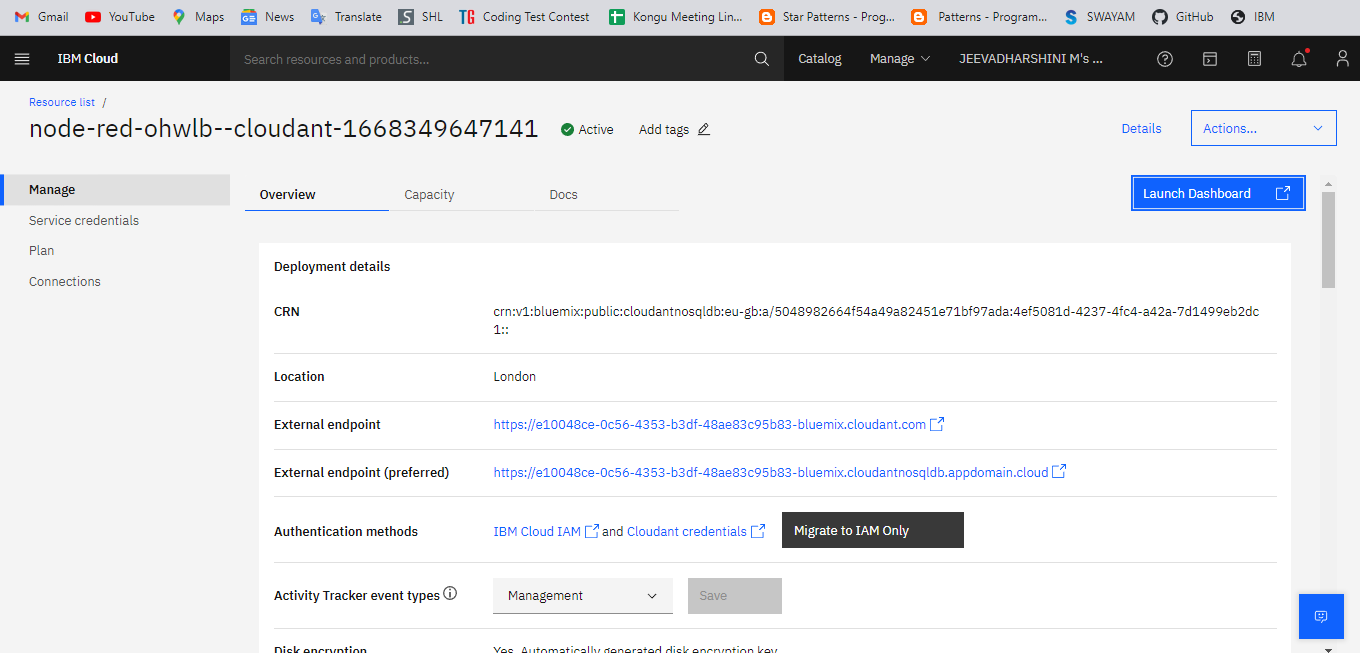 Gmail YouTube Maps News Translate SHL Coding Test Contest Kongu Meeting Lin... Star Patterns - Prog... Patterns - Program... SWAYAM GitHub IBM
IBM Cloud Search resources and products... Catalog Manage JEEVADHARSHINI M's ...
Resource list /
node-red-ohwlb--cloudant-1668349647141 Active Add tags Details Actions...
Manage
Service credentials
Plan
Connections
Overview Capacity Docs Launch Dashboard
Deployment details
CRN crn:v1:bluemix:public:cloudantnosqldb:eu-gb:a/5048982664f54a49a82451e71bf97ada:4ef5081d-4237-4fc4-a42a-7d1499eb2dc
1::
Location London
External endpoint https://e10048ce-0c56-4353-b3df-48ae83c95b83-bluemix.cloudant.com
External endpoint (preferred) https://e10048ce-0c56-4353-b3df-48ae83c95b83-bluemix.cloudantnosqldb.appdomain.cloud
Authentication methods IBM Cloud IAM and Cloudant credentials Migrate to IAM Only
Activity Tracker event types Management Save
Disk encryption Yes. Automatically generated disk encryption key